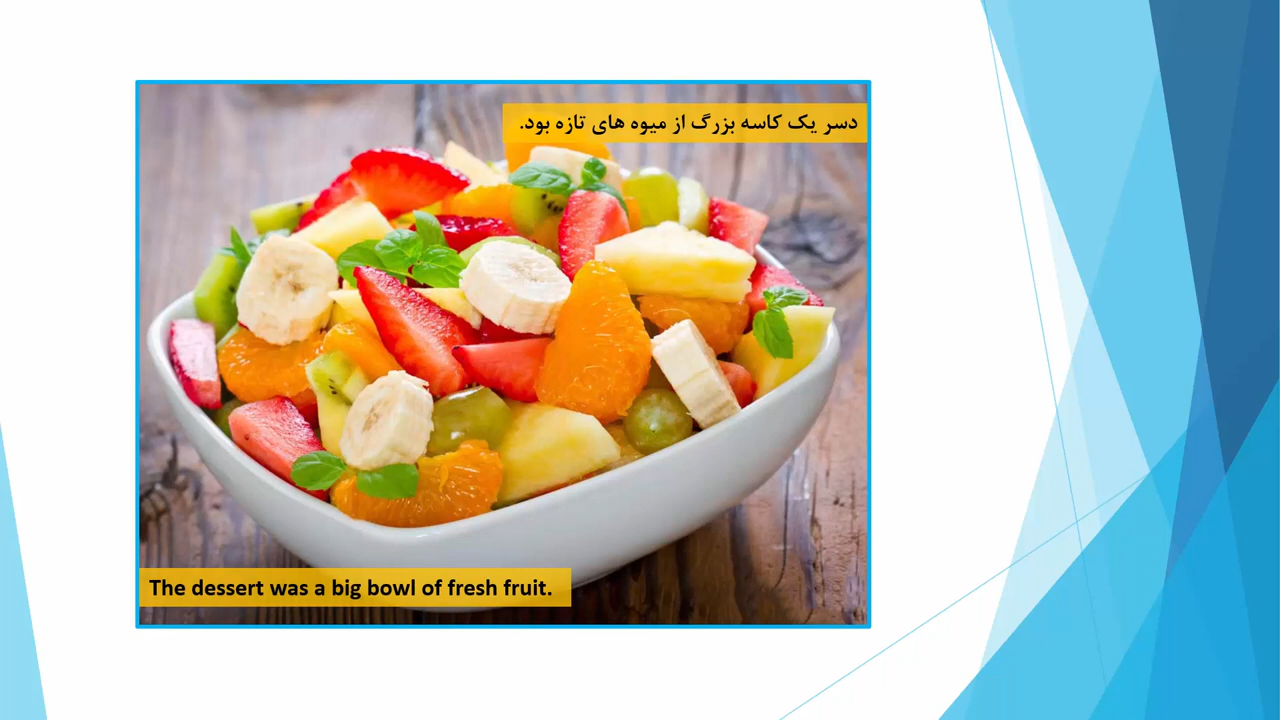 دسر یک کاسه بزرگ از میوه های تازه بود.
The dessert was a big bowl of fresh fruit.